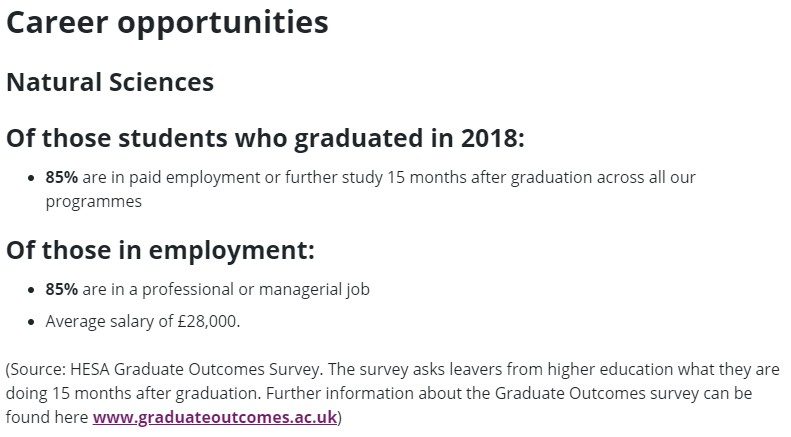 Career opportunities
Natural Sciences
Of those students who graduated in 2018:
• 85% are in paid employment or further study 15 months after graduation across all our
programmes
Of those in employment:
• 85% are in a professional or managerial job
• Average salary of £28,000.
(Source: HESA Graduate Outcomes Survey. The survey asks leavers from higher education what they are
doing 15 months after graduation. Further information about the Graduate Outcomes survey can be
found here www.graduateoutcomes.ac.uk)